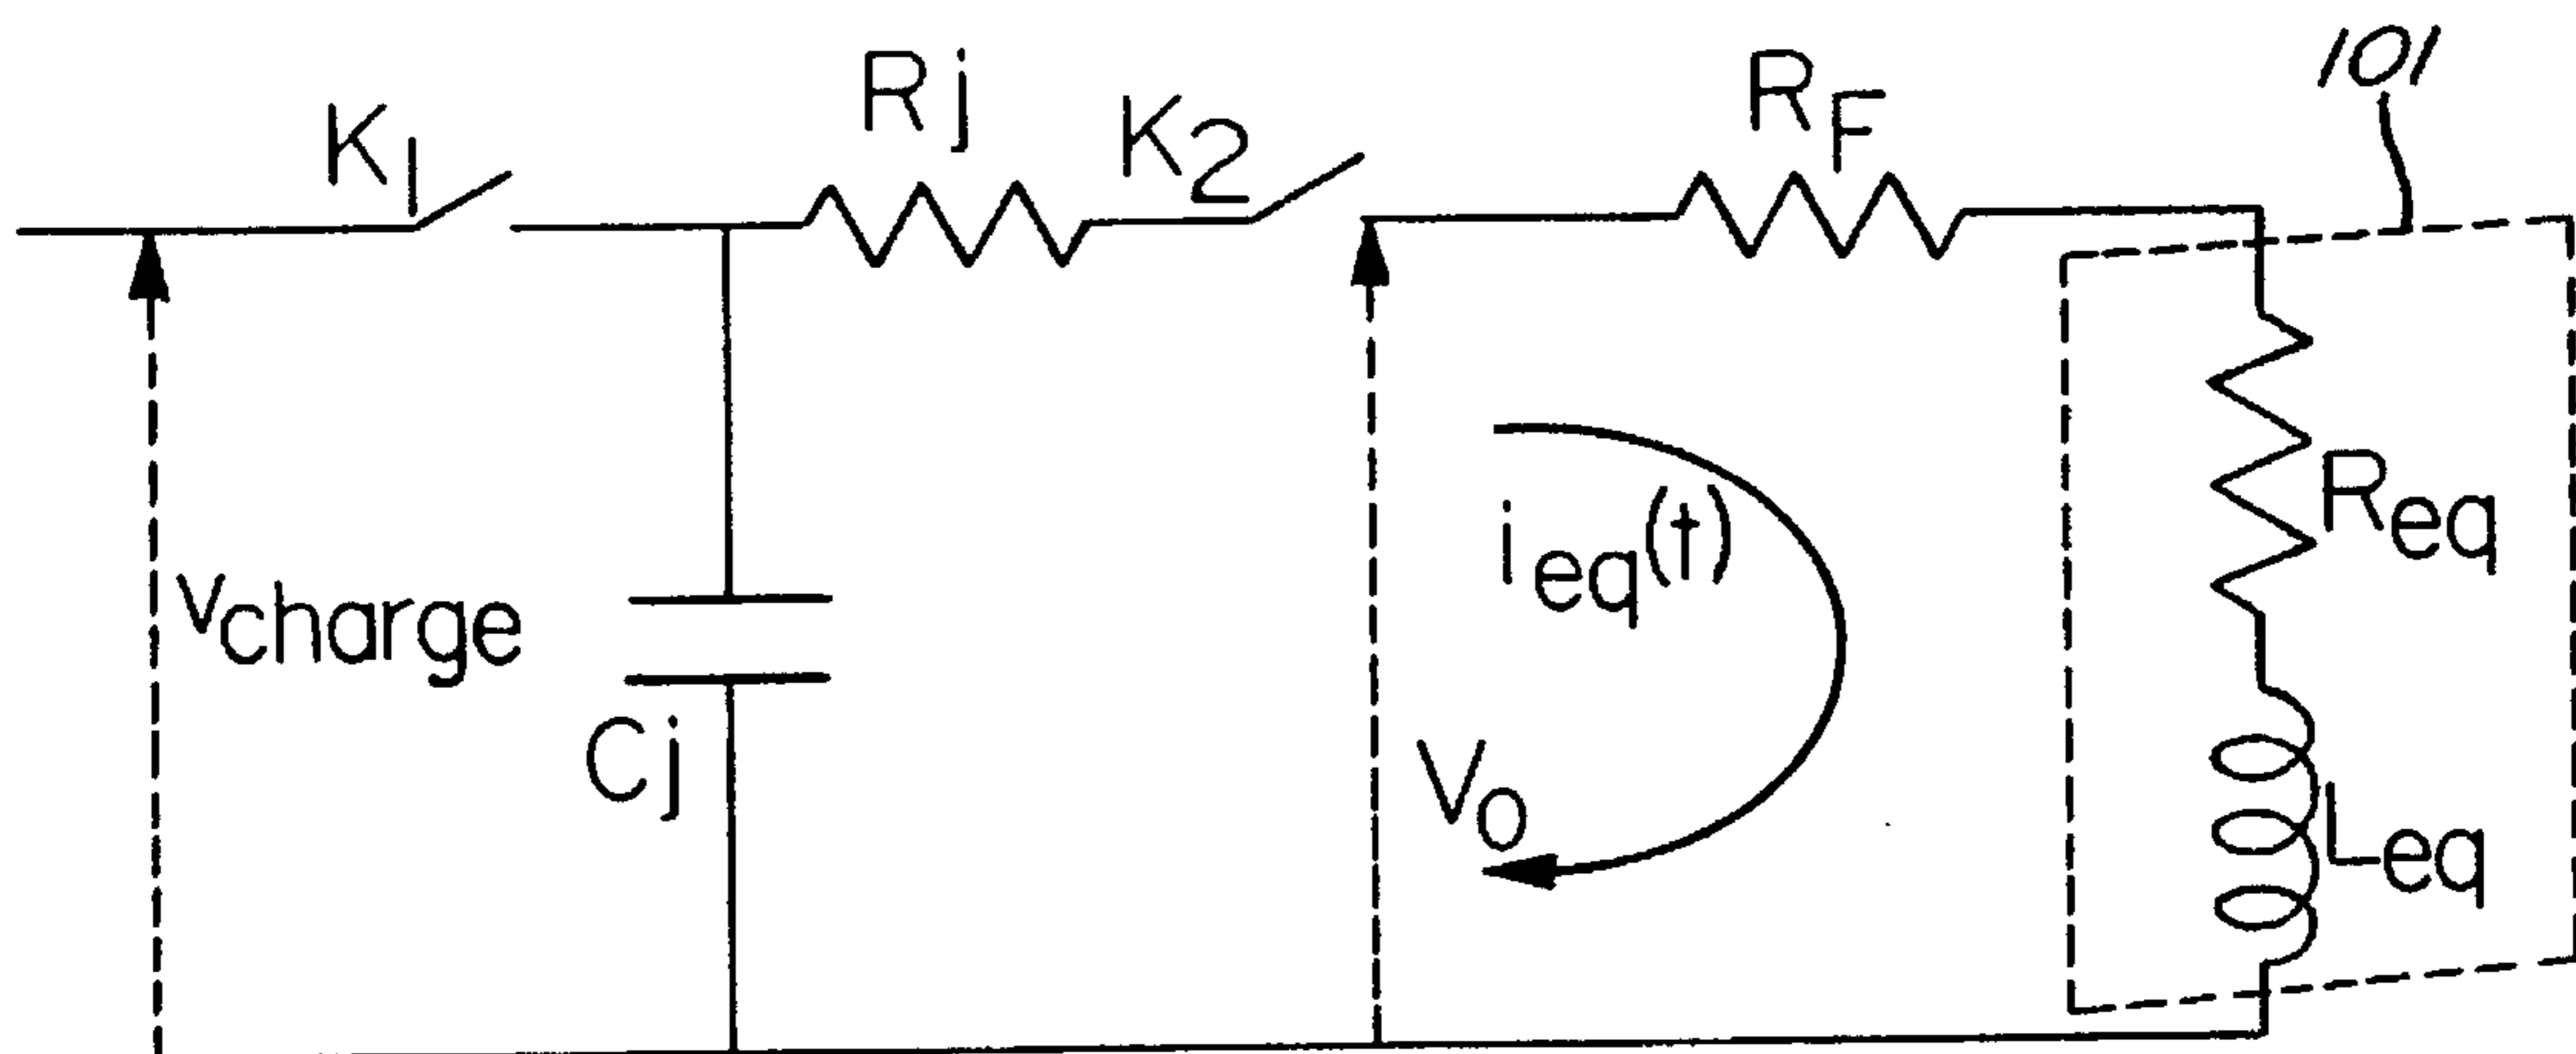 K1
Rj
K2
RF
101
Vcharge
Cj
ieq(t)
Vo
Req
Leq